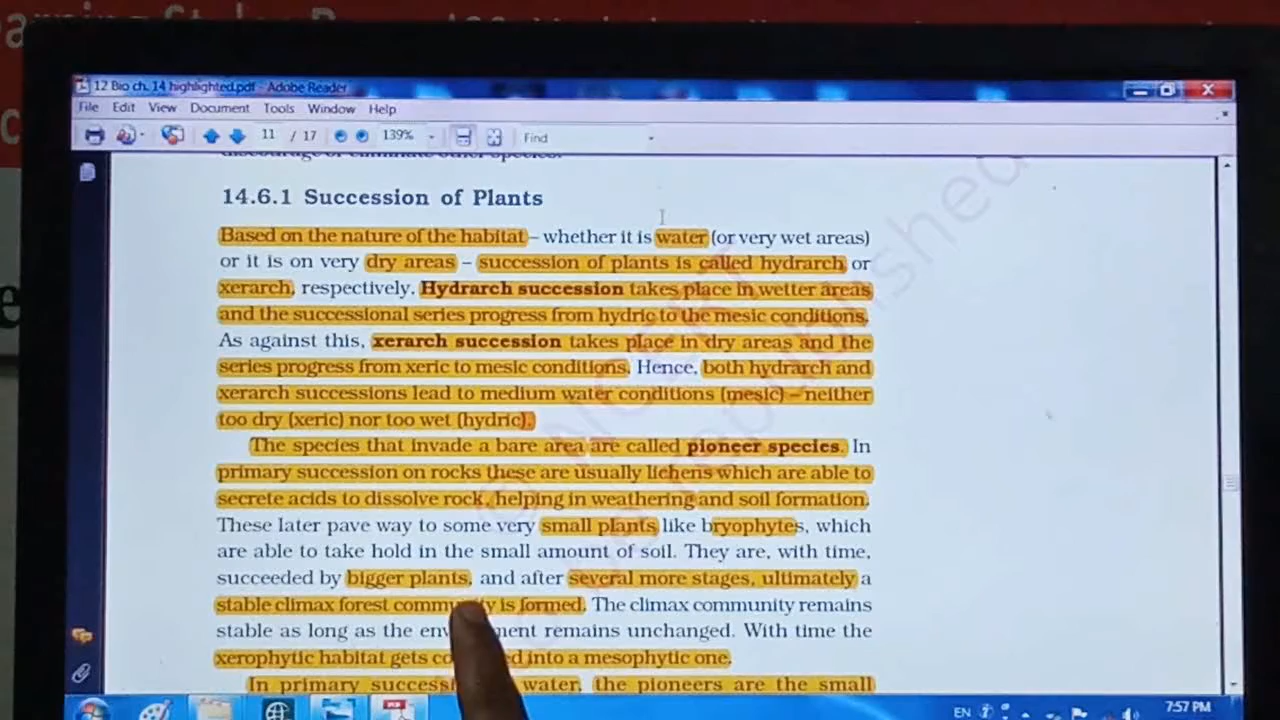 12 Bio ch. 14 highlighted.pdf - Adobe Reader
File Edit View Document Tools Window Help
11 / 17 139% Find
discourage or eliminate other species.
14.6.1 Succession of Plants
Based on the nature of the habitat – whether it is water (or very wet areas)
or it is on very dry areas – succession of plants is called hydrarch or
xerarch, respectively. Hydrarch succession takes place in wetter areas
and the successional series progress from hydric to the mesic conditions.
As against this, xerarch succession takes place in dry areas and the
series progress from xeric to mesic conditions. Hence, both hydrarch and
xerarch successions lead to medium water conditions (mesic) – neither
too dry (xeric) nor too wet (hydric).
The species that invade a bare area are called pioneer species. In
primary succession on rocks these are usually lichens which are able to
secrete acids to dissolve rock, helping in weathering and soil formation.
These later pave way to some very small plants like bryophytes, which
are able to take hold in the small amount of soil. They are, with time,
succeeded by bigger plants, and after several more stages, ultimately a
stable climax forest community is formed. The climax community remains
stable as long as the ment remains unchanged. With time the
xerophytic habitat gets into a mesophytic one.
In primary water, the pioneers are the small
EN 7:57 PM